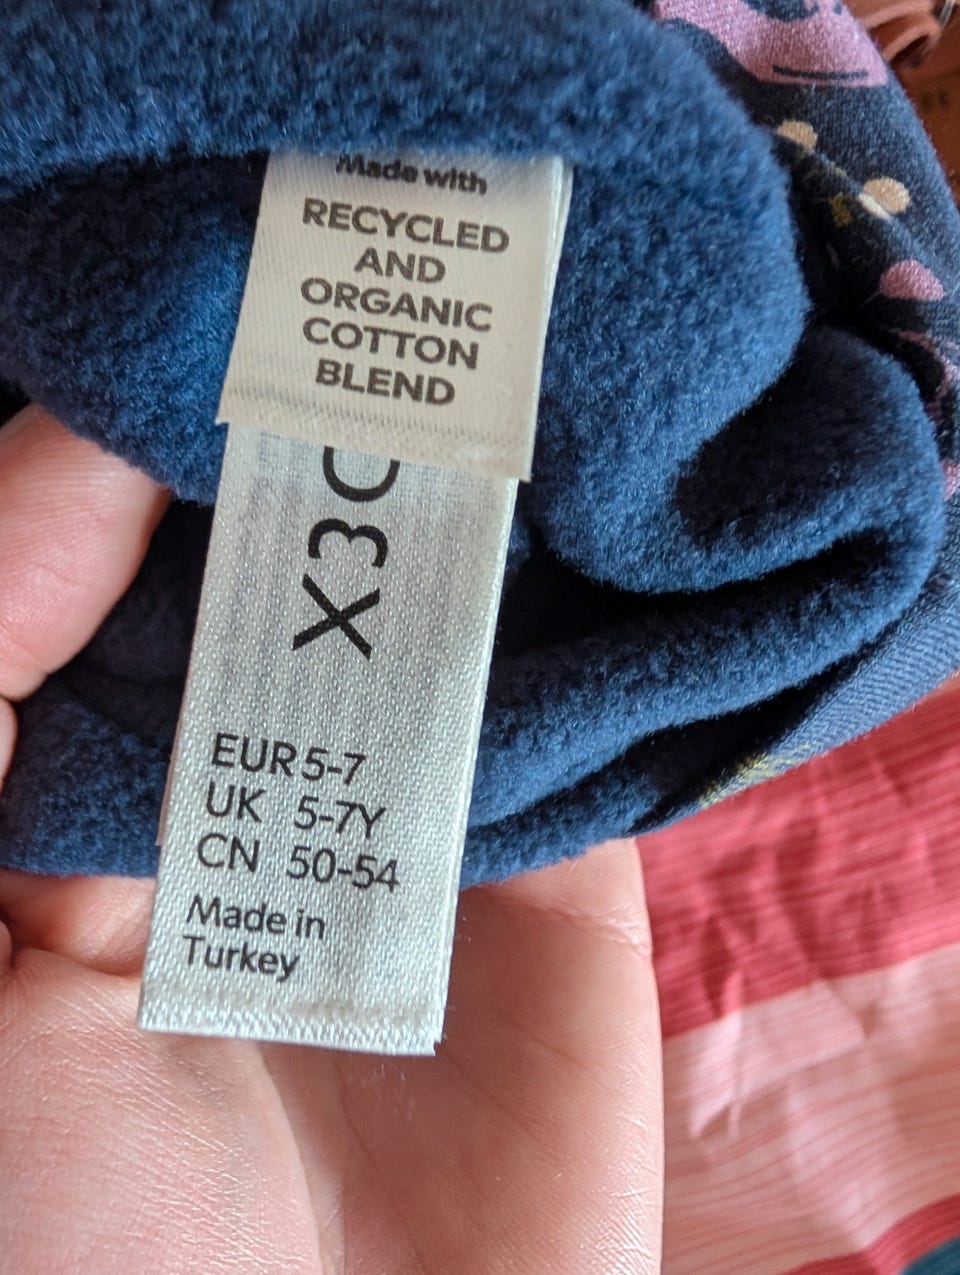 Made with
RECYCLED
AND
ORGANIC
COTTON
BLEND
X3C
EUR 5-7
UK 5-7Y
CN 50-54
Made in
Turkey